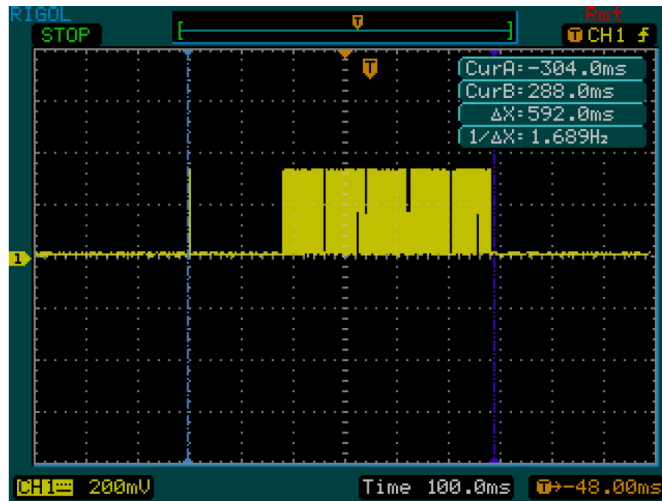 RIGOL
Rmt
STOP
T
T CH1
T
CurA:-304.0ms
CurB:288.0ms
ΔX:592.0ms
1/ΔX:1.689Hz
1
CH1 200mV
Time 100.0ms
T→-48.00ms